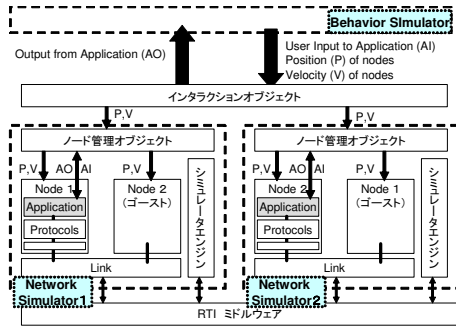 Behavior SImulator
Output from Application (AO)
User Input to Application (AI)
Position (P) of nodes
Velocity (V) of nodes
インタラクションオブジェクト
P,V
P,V
ノード管理オブジェクト
P,V
AO
AI
P,V
Node 1
Application
Protocols
Node 2
(ゴースト)
シミュレータエンジン
Link
Network
Simulator1
ノード管理オブジェクト
P,V
AO
AI
P,V
Node 2
Application
Protocols
Node 1
(ゴースト)
シミュレータエンジン
Link
Network
Simulator2
RTI ミドルウェア